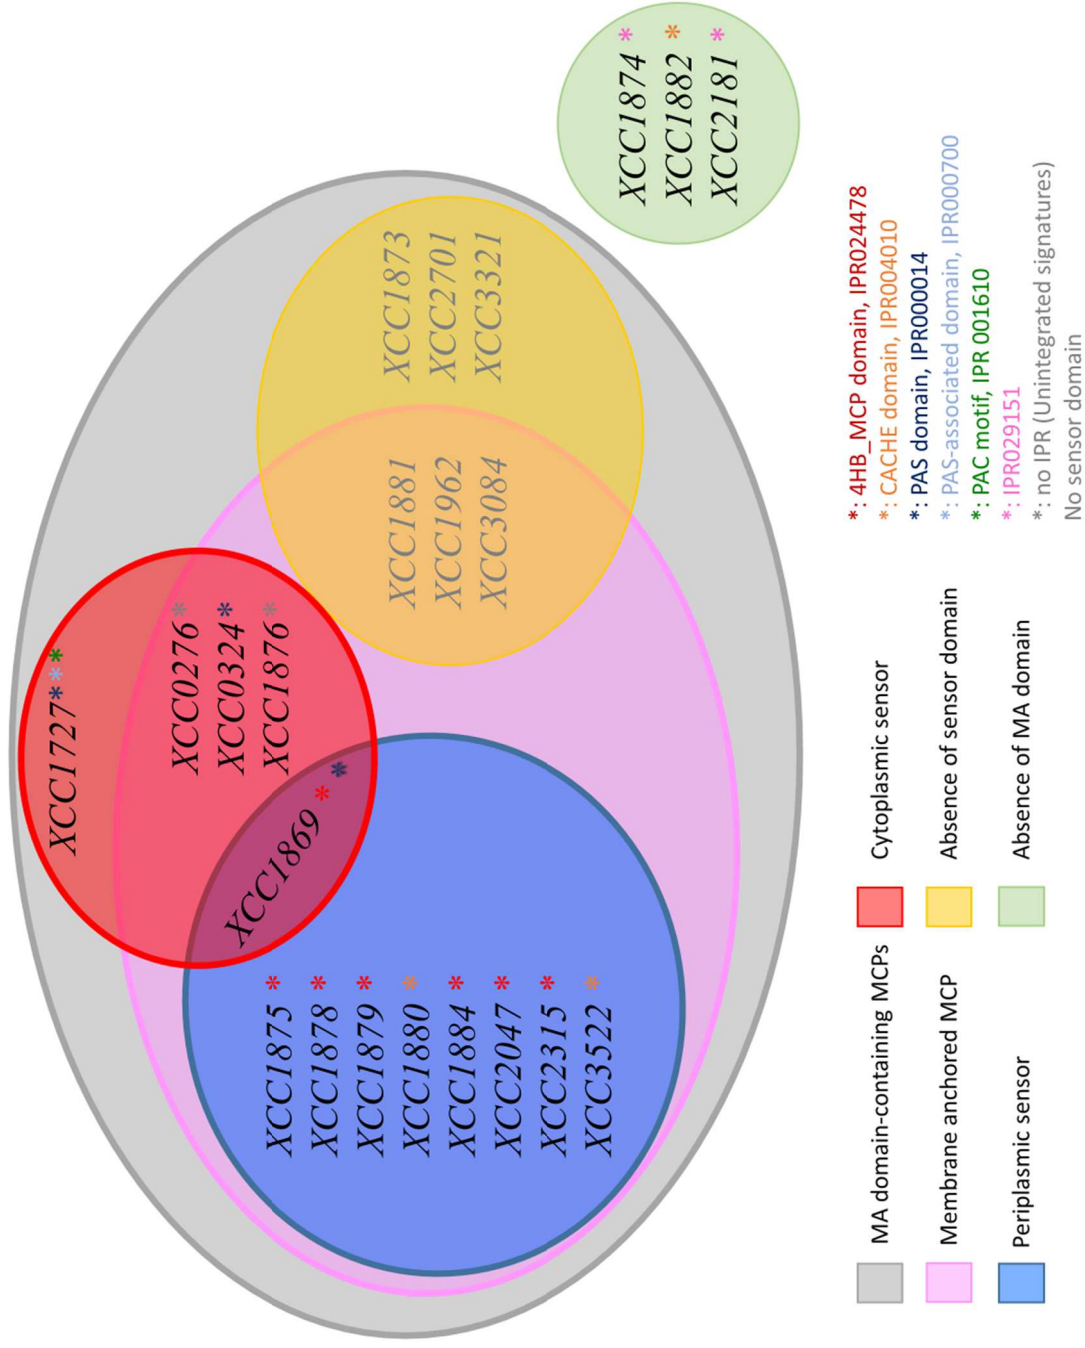 XCC1727***
XCC0276*
XCC0324*
XCC1876*
XCC1869 **
XCC1875 *
XCC1878 *
XCC1879 *
XCC1880 *
XCC1884 *
XCC2047 *
XCC2315 *
XCC3522 *
XCC1881
XCC1962
XCC3084
XCC1873
XCC2701
XCC3321
XCC1874 *
XCC1882 *
XCC2181 *
MA domain-containing MCPs
Membrane anchored MCP
Periplasmic sensor
Cytoplasmic sensor
Absence of sensor domain
Absence of MA domain
*: 4HB_MCP domain, IPR024478
*: CACHE domain, IPR004010
*: PAS domain, IPR000014
*: PAS-associated domain, IPR000700
*: PAC motif, IPR 001610
*: IPR029151
*: no IPR (Unintegrated signatures)
No sensor domain